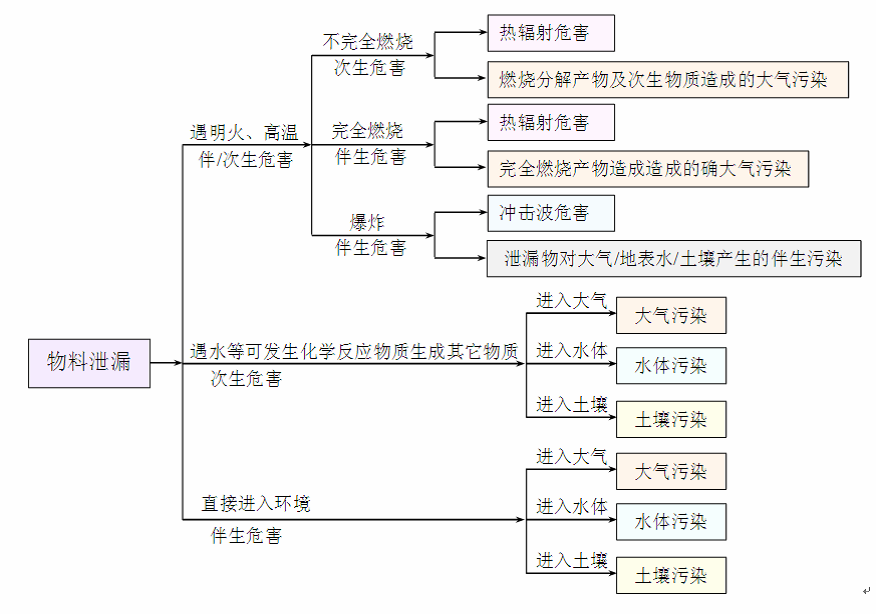 不完全燃烧
次生危害
热辐射危害
燃烧分解产物及次生物质造成的大气污染
遇明火、高温
伴/次生危害
完全燃烧
伴生危害
热辐射危害
完全燃烧产物造成造成的确大气污染
爆炸
伴生危害
冲击波危害
泄漏物对大气/地表水/土壤产生的伴生污染
物料泄漏
遇水等可发生化学反应物质生成其它物质
次生危害
进入大气
大气污染
进入水体
水体污染
进入土壤
土壤污染
直接进入环境
伴生危害
进入大气
大气污染
进入水体
水体污染
进入土壤
土壤污染